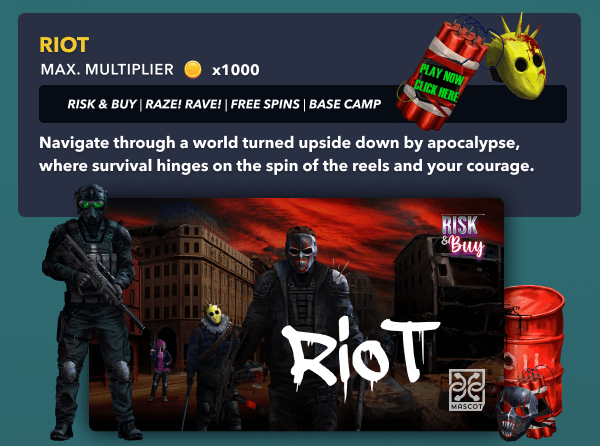 RIOT
MAX. MULTIPLIER x1000
PLAY NOW
CLICK HERE
RISK & BUY | RAZE! RAVE! | FREE SPINS | BASE CAMP
Navigate through a world turned upside down by apocalypse,
where survival hinges on the spin of the reels and your courage.
RISK
& Buy
RioT
MASCOT